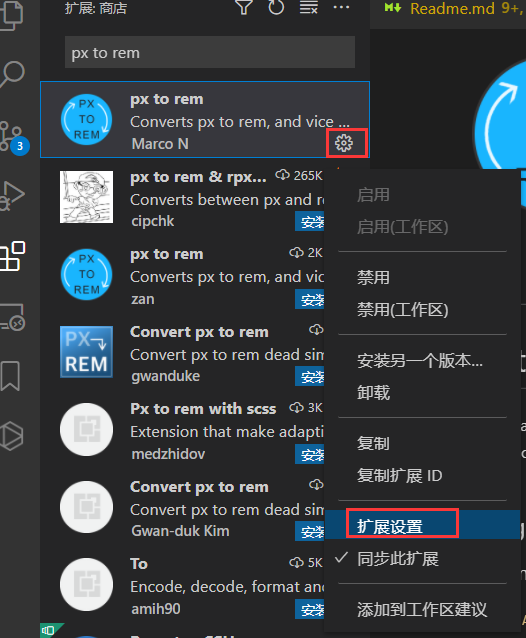 扩展: 商店
Readme.md 9+,
px to rem
PX
TO
REM
px to rem
Converts px to rem, and vice ...
Marco N
3
px to rem & rpx... 265K
Converts between px and r
cipchk
安装
启用
启用(工作区)
禁用
禁用(工作区)
安装另一个版本...
卸载
复制
复制扩展 ID
扩展设置
同步此扩展
添加到工作区建议
PX
TO
REM
px to rem 2K
Converts px to rem, and vic
zan
安装
PX
REM
Convert px to rem
Convert px to rem dead sim
gwanduke
安装
Px to rem with scss 3K
Extension that make adapti
medzhidov
安装
Convert px to rem
Convert px to rem dead sim
Gwan-duk Kim
安装
To 5K
Encode, decode, format an
amih90
安装